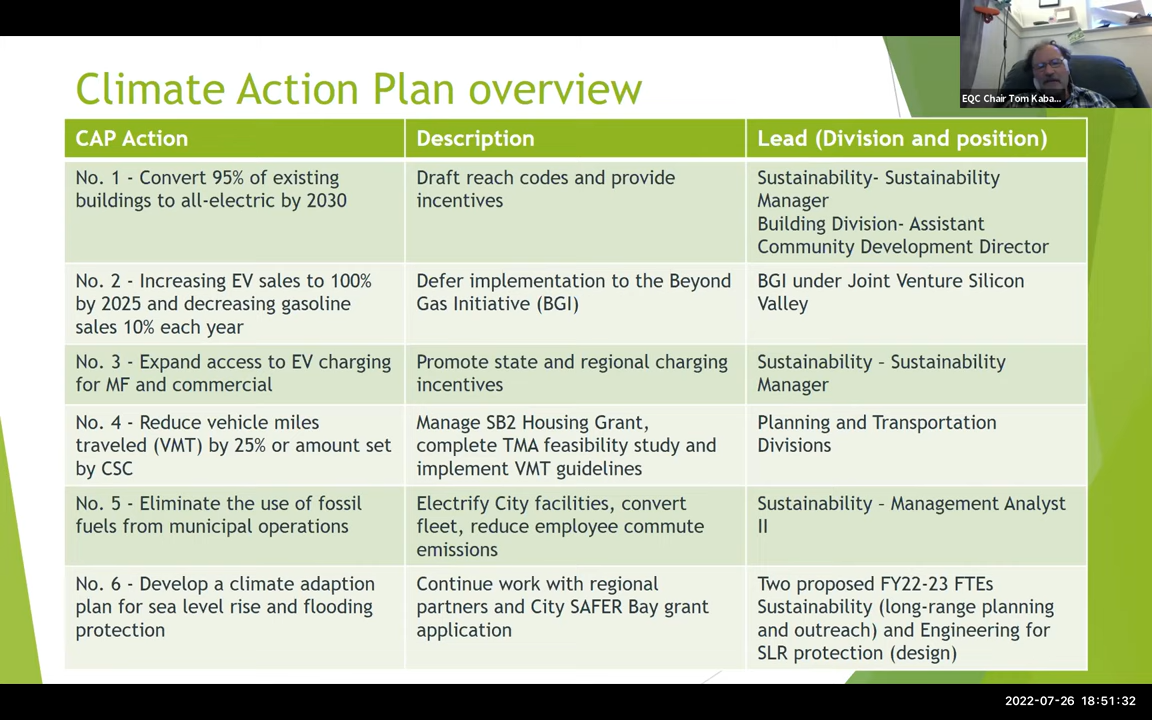 Climate Action Plan overview
EQC Chair Tom Kaba...
CAP Action
Description
Lead (Division and position)
No. 1 - Convert 95% of existing
buildings to all-electric by 2030
Draft reach codes and provide
incentives
Sustainability- Sustainability
Manager
Building Division- Assistant
Community Development Director
No. 2 - Increasing EV sales to 100%
by 2025 and decreasing gasoline
sales 10% each year
Defer implementation to the Beyond
Gas Initiative (BGI)
BGI under Joint Venture Silicon
Valley
No. 3 - Expand access to EV charging
for MF and commercial
Promote state and regional charging
incentives
Sustainability – Sustainability
Manager
No. 4 - Reduce vehicle miles
traveled (VMT) by 25% or amount set
by CSC
Manage SB2 Housing Grant,
complete TMA feasibility study and
implement VMT guidelines
Planning and Transportation
Divisions
No. 5 - Eliminate the use of fossil
fuels from municipal operations
Electrify City facilities, convert
fleet, reduce employee commute
emissions
Sustainability – Management Analyst
II
No. 6 - Develop a climate adaption
plan for sea level rise and flooding
protection
Continue work with regional
partners and City SAFER Bay grant
application
Two proposed FY22-23 FTEs
Sustainability (long-range planning
and outreach) and Engineering for
SLR protection (design)
2022-07-26 18:51:32